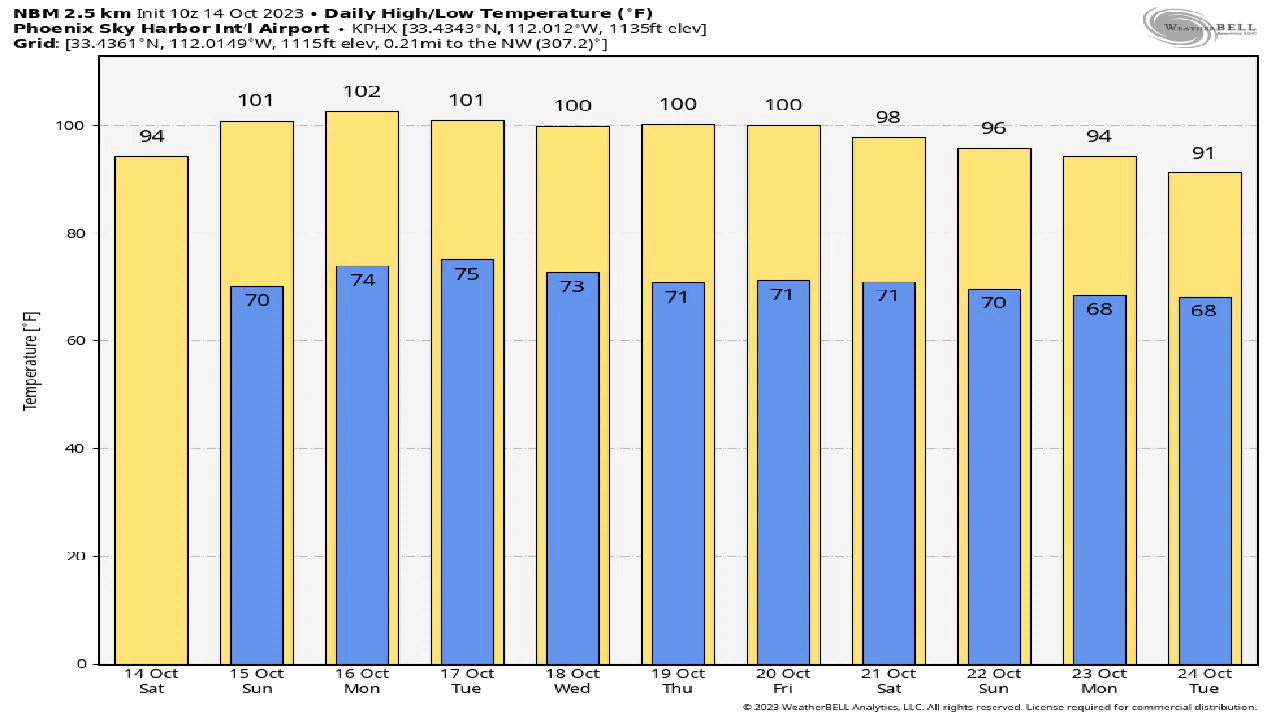 NBM 2.5 km Init 10z 14 Oct 2023 • Daily High/Low Temperature (°F)
Phoenix Sky Harbor Int'l Airport • KPHX [33.4343°N, 112.012°W, 1135ft elev]
Grid: [33.4361°N, 112.0149°W, 1115ft elev, 0.21mi to the NW (307.2)°]
WEATHERBELL
Temperature [°F]
100
80
60
40
20
0
94 101 102 101 100 100 100 98 96 94 91
70 74 75 73 71 71 71 70 68 68
14 Oct 15 Oct 16 Oct 17 Oct 18 Oct 19 Oct 20 Oct 21 Oct 22 Oct 23 Oct 24 Oct
Sat Sun Mon Tue Wed Thu Fri Sat Sun Mon Tue
© 2023 WeatherBELL Analytics, LLC. All rights reserved. License required for commercial distribution.